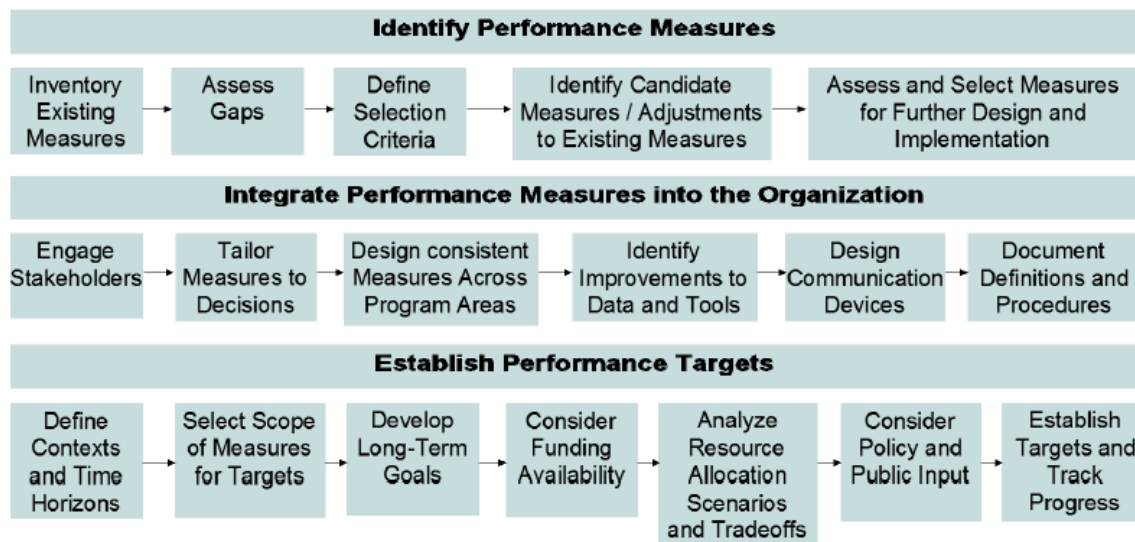 Identify Performance Measures
Inventory
Existing
Measures
Assess
Gaps
Define
Selection
Criteria
Identify Candidate
Measures / Adjustments
to Existing Measures
Assess and Select Measures
for Further Design and
Implementation
Integrate Performance Measures into the Organization
Engage
Stakeholders
Tailor
Measures to
Decisions
Design consistent
Measures Across
Program Areas
Identify
Improvements to
Data and Tools
Design
Communication
Devices
Document
Definitions and
Procedures
Establish Performance Targets
Define
Contexts
and Time
Horizons
Select Scope
of Measures
for Targets
Develop
Long-Term
Goals
Consider
Funding
Availability
Analyze
Resource
Allocation
Scenarios
and Tradeoffs
Consider
Policy and
Public Input
Establish
Targets and
Track
Progress